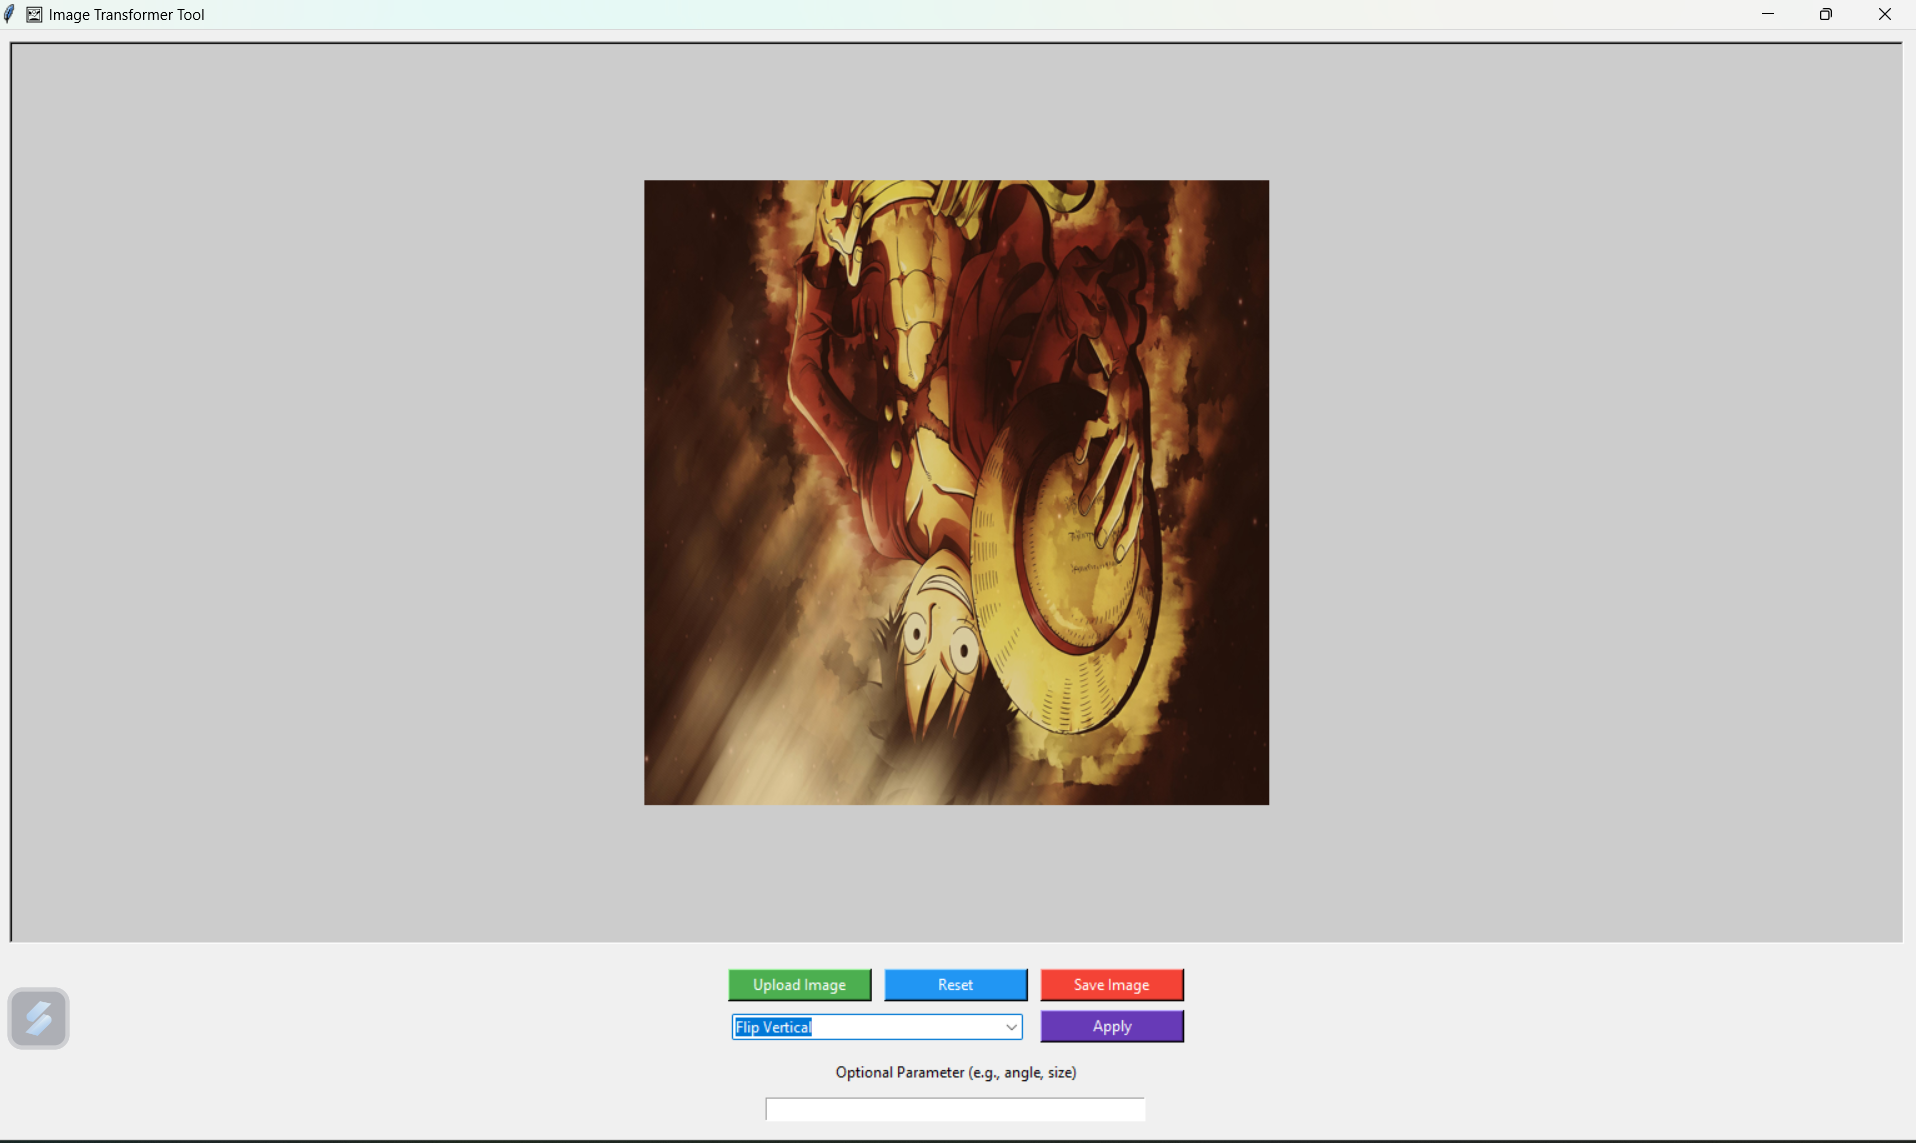 Image Transformer Tool
Upload Image
Reset
Save Image
Flip Vertical
Apply
Optional Parameter (e.g., angle, size)